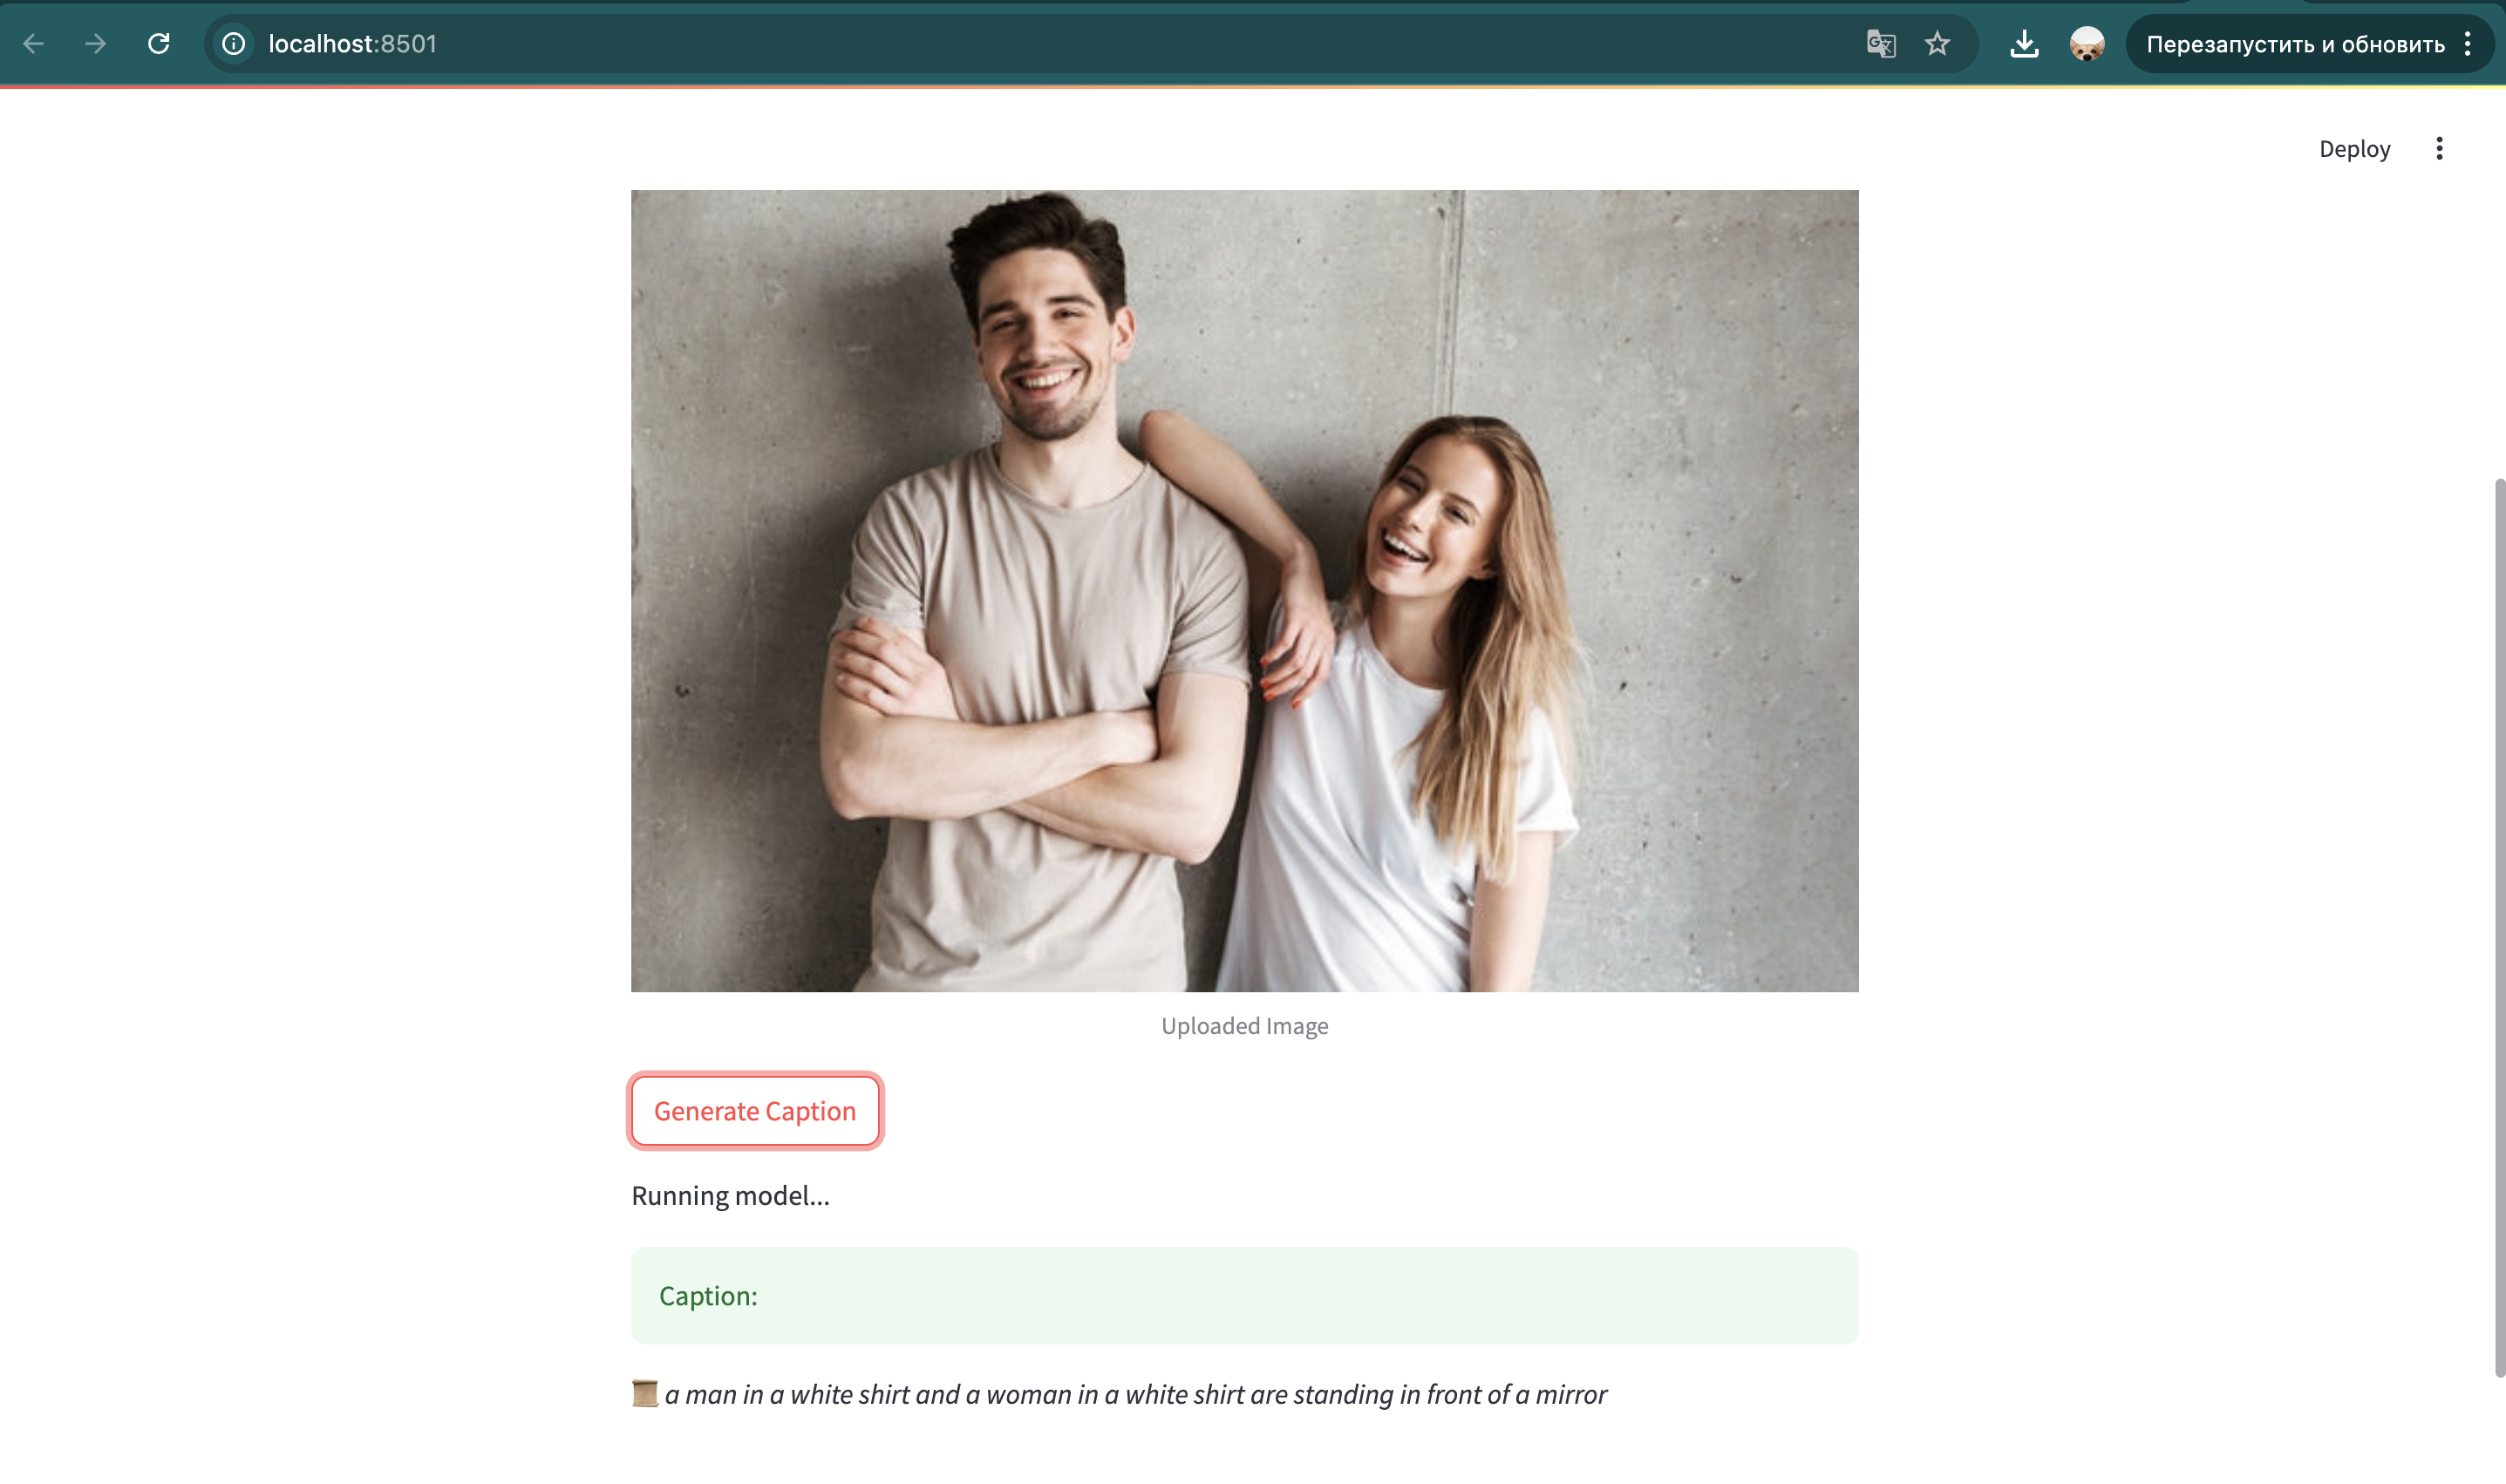 localhost:8501
Перезапустить и обновить
Deploy
Uploaded Image
Generate Caption
Running model...
Caption:
a man in a white shirt and a woman in a white shirt are standing in front of a mirror